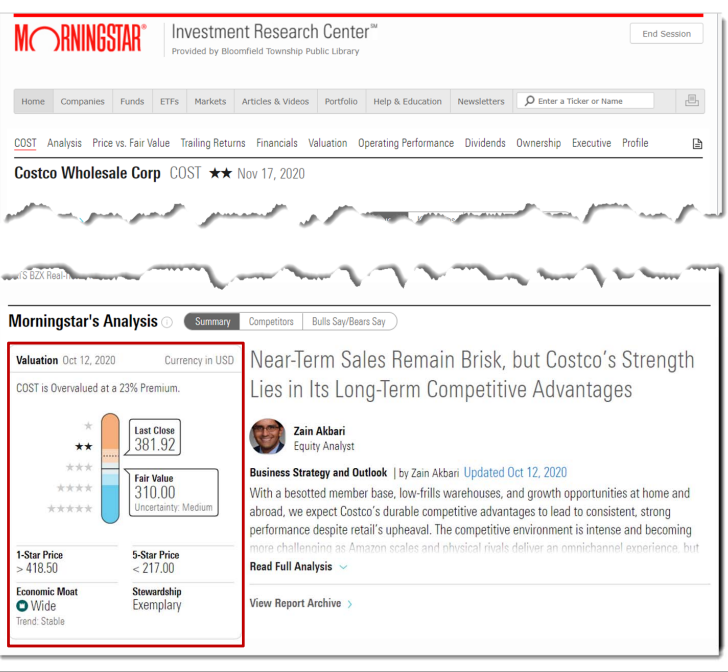 MORNINGSTAR®
Investment Research Center℠
Provided by Bloomfield Township Public Library
End Session
Home Companies Funds ETFs Markets Articles & Videos Portfolio Help & Education Newsletters Enter a Ticker or Name
COST Analysis Price vs. Fair Value Trailing Returns Financials Valuation Operating Performance Dividends Ownership Executive Profile
Costco Wholesale Corp COST ★★ Nov 17, 2020
BZX Real-
Morningstar's Analysis Summary Competitors Bulls Say/Bears Say
Valuation Oct 12, 2020 Currency in USD
COST is Overvalued at a 23% Premium.
★
★★
★★★
★★★★
★★★★★
Last Close
381.92
Fair Value
310.00
Uncertainty: Medium
1-Star Price
> 418.50
5-Star Price
< 217.00
Economic Moat
Wide
Trend: Stable
Stewardship
Exemplary
Near-Term Sales Remain Brisk, but Costco's Strength
Lies in Its Long-Term Competitive Advantages
Zain Akbari
Equity Analyst
Business Strategy and Outlook | by Zain Akbari Updated Oct 12, 2020
With a besotted member base, low-frills warehouses, and growth opportunities at home and
abroad, we expect Costco's durable competitive advantages to lead to consistent, strong
performance despite retail's upheaval. The competitive environment is intense and becoming
more challenging as Amazon scales and physical rivals deliver an omnichannel experience, but
Read Full Analysis
View Report Archive